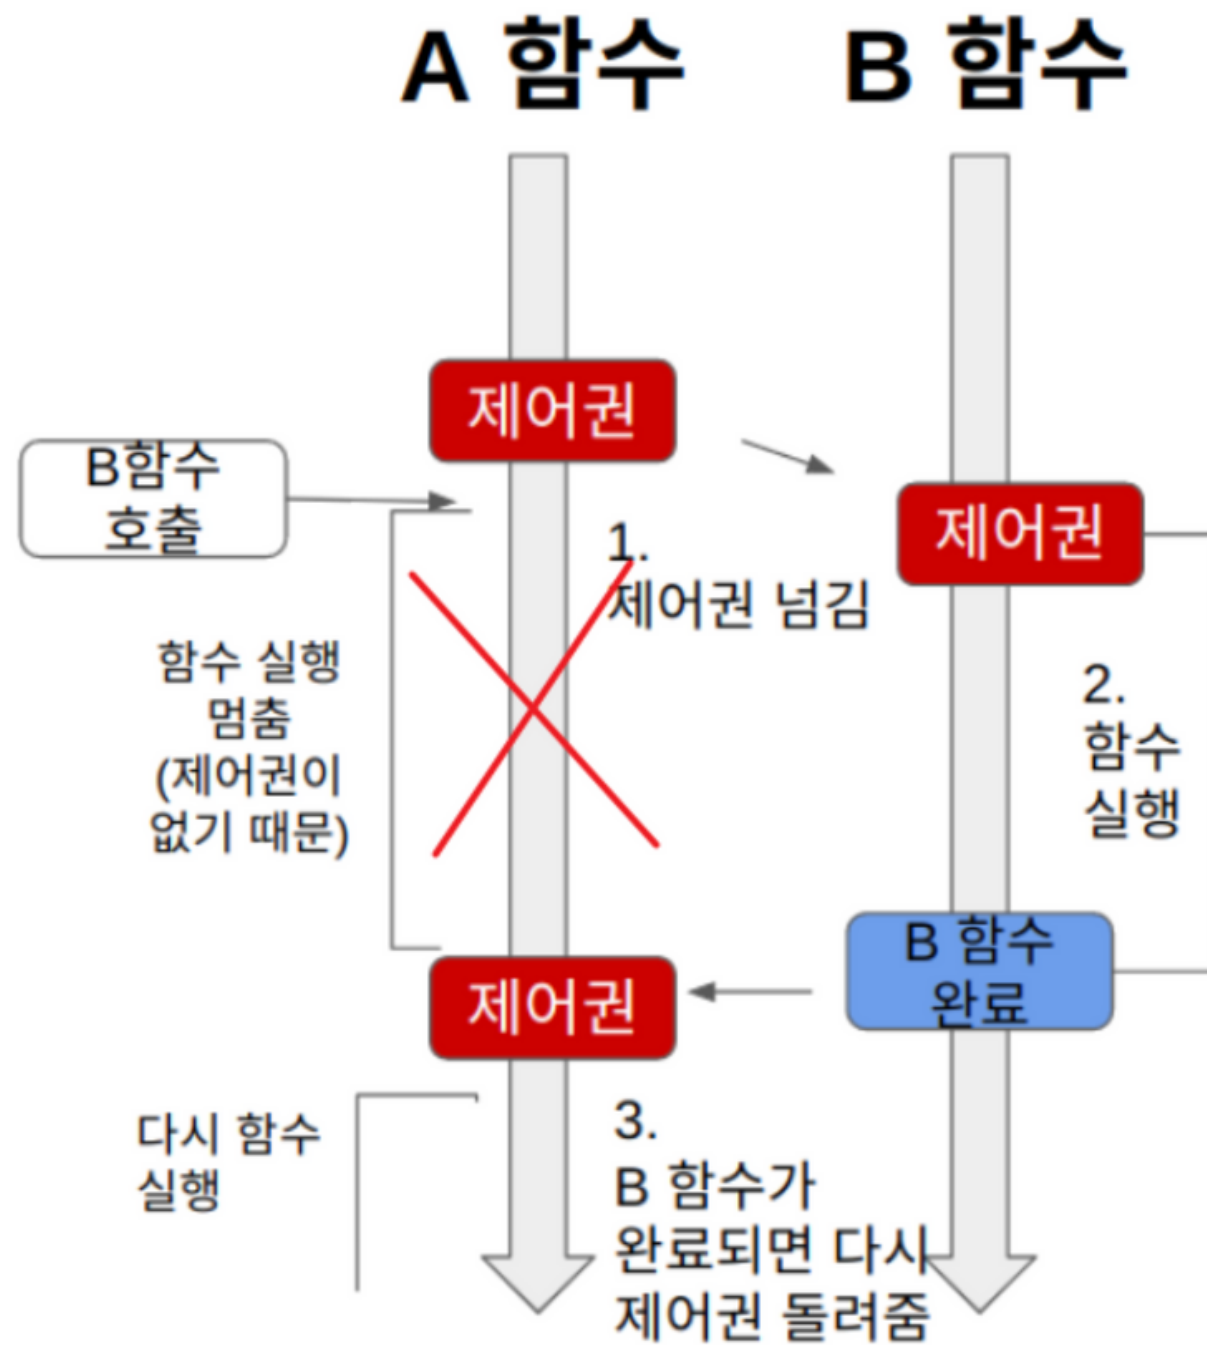 A 함수
B 함수
제어권
B함수
호출
제어권
1.
제어권 넘김
함수 실행
멈춤
(제어권이
없기 때문)
2.
함수
실행
B 함수
완료
제어권
다시 함수
실행
3.
B 함수가
완료되면 다시
제어권 돌려줌